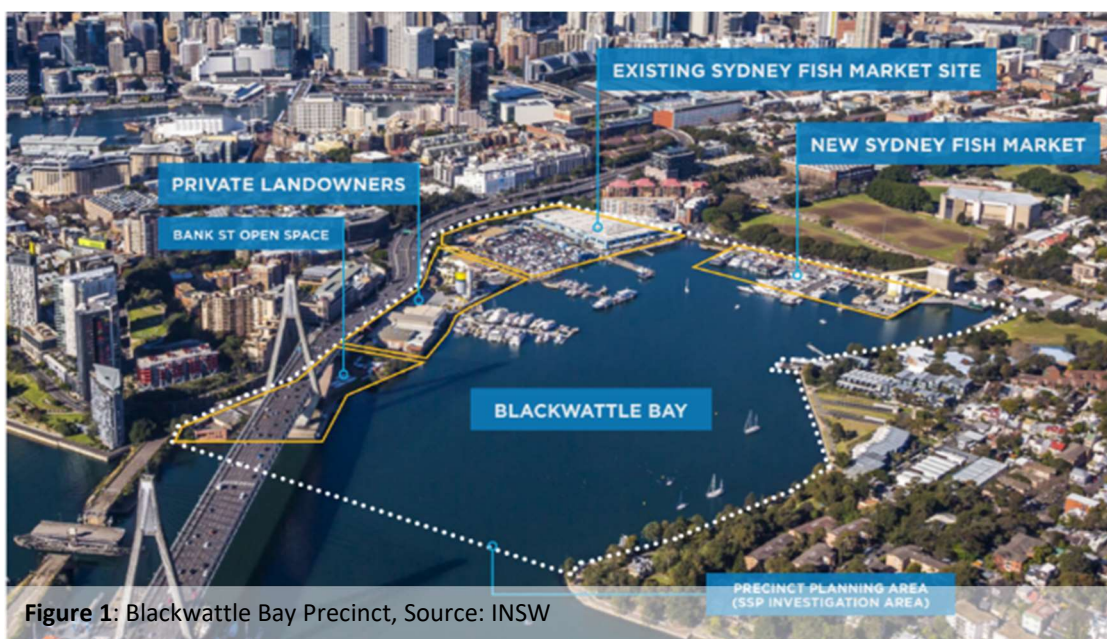 EXISTING SYDNEY FISH MARKET SITE
NEW SYDNEY FISH MARKET
PRIVATE LANDOWNERS
BANK ST OPEN SPACE
BLACKWATTLE BAY
PRECINCT PLANNING AREA
(SSP INVESTIGATION AREA)
Figure 1: Blackwattle Bay Precinct, Source: INSW